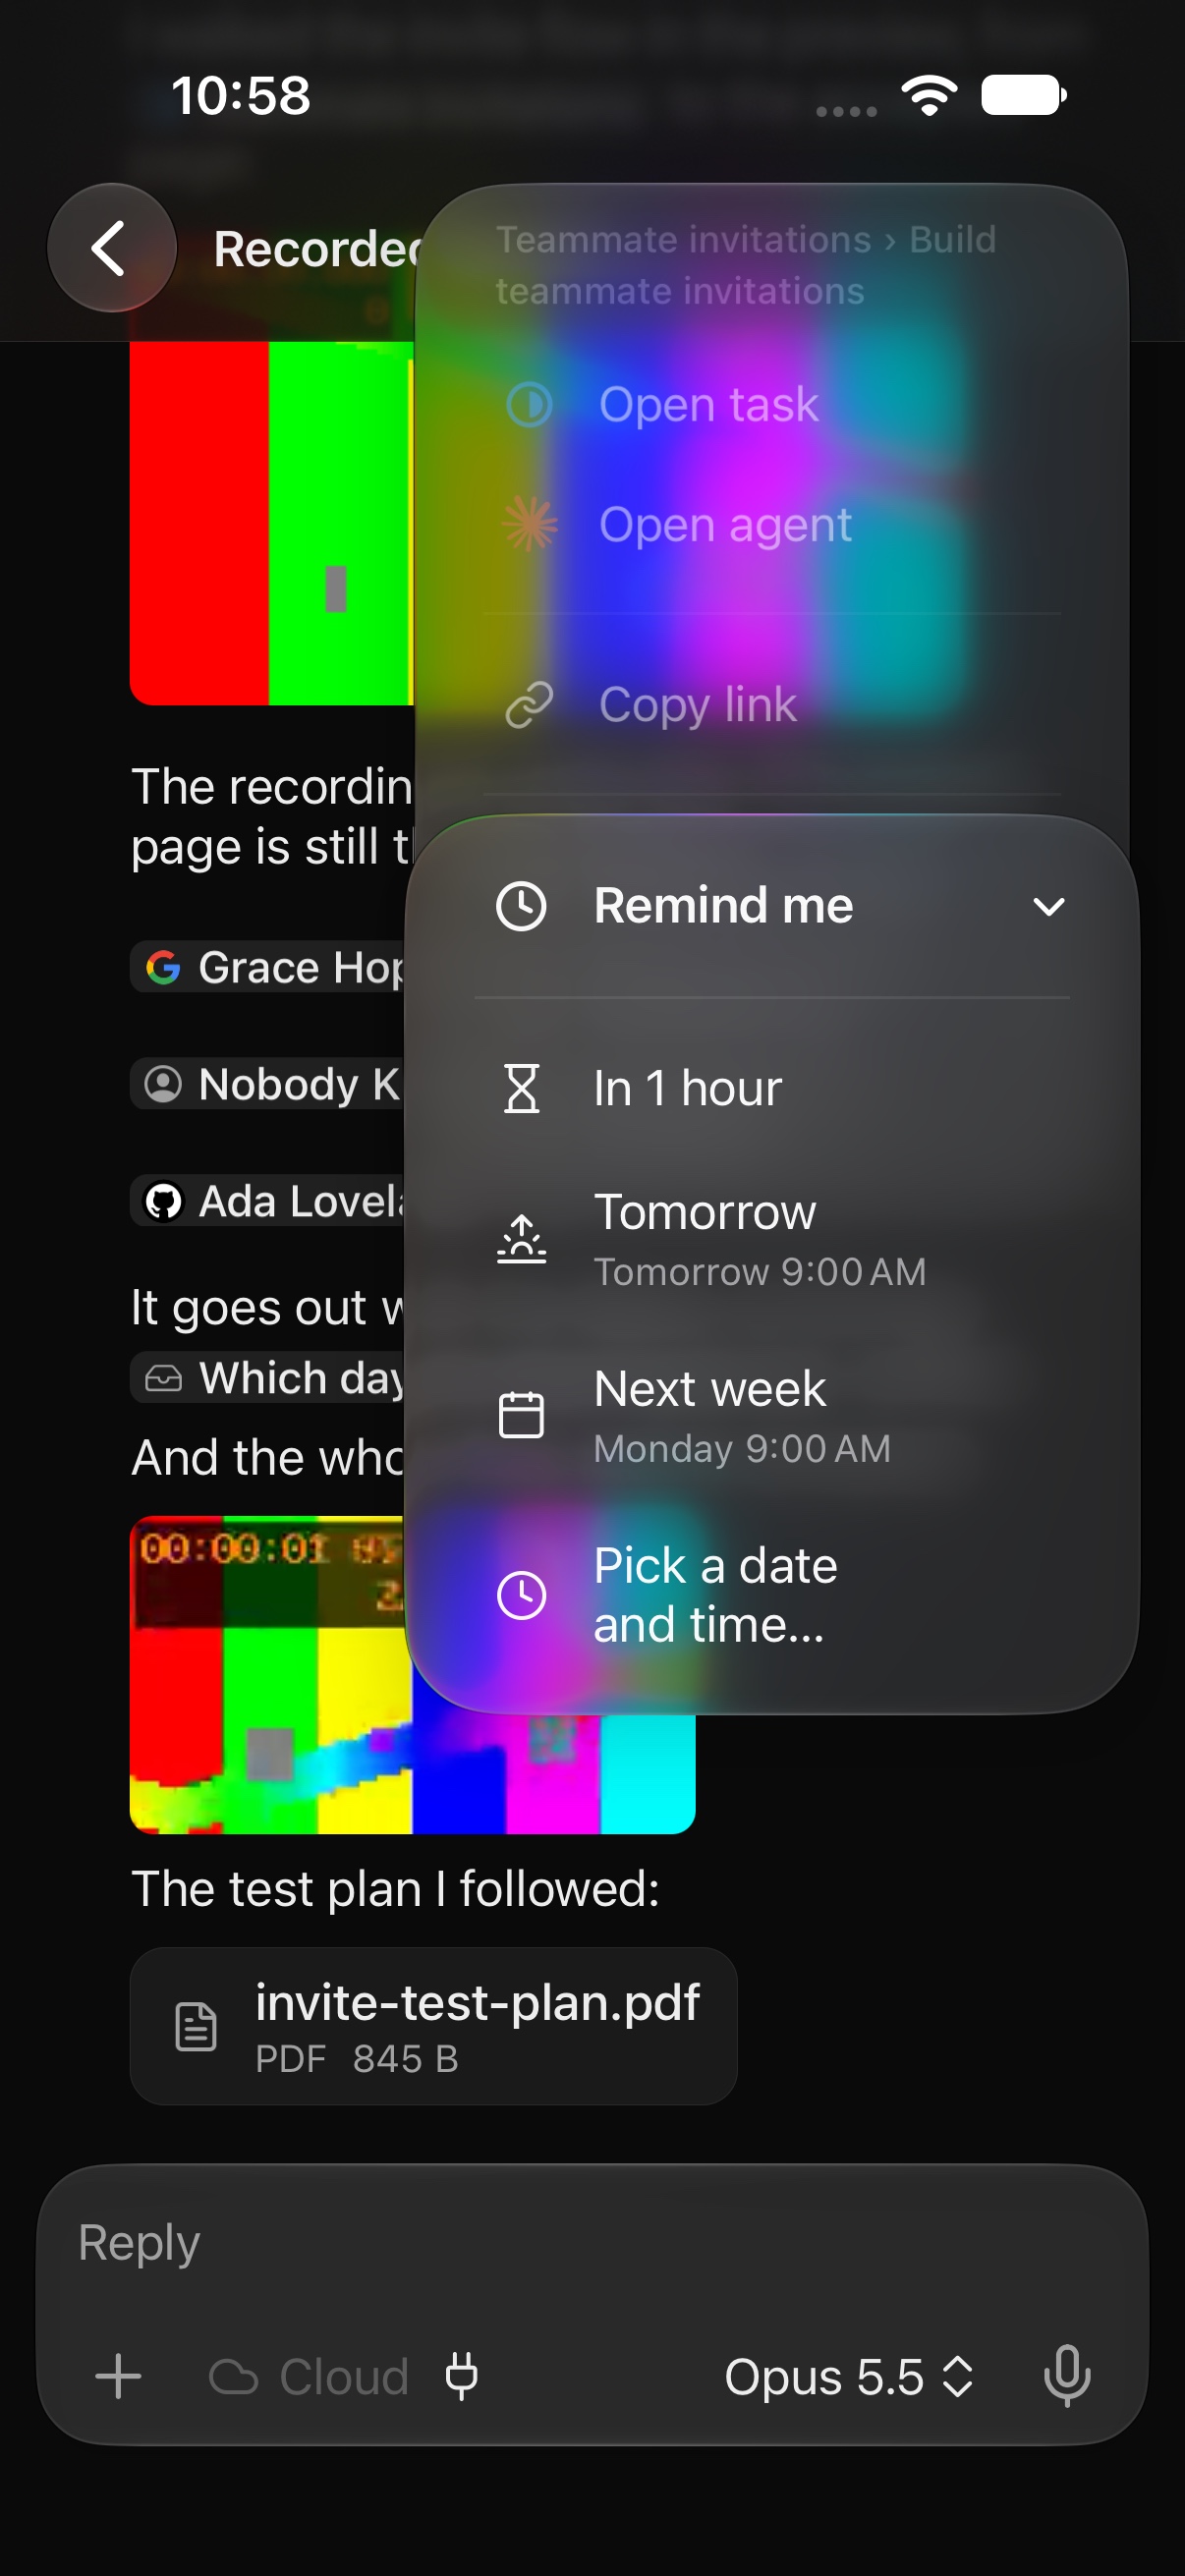 10:58
Recorded
Teammate invitations › Build
teammate invitations
Open task
Open agent
Copy link
The recordin
page is still t
Remind me
Grace Hop
In 1 hour
Nobody K
Tomorrow
Tomorrow 9:00 AM
Ada Lovela
It goes out w
Which day
Next week
Monday 9:00 AM
And the who
00:00:01
Pick a date
and time...
The test plan I followed:
invite-test-plan.pdf
PDF 845 B
Reply
Cloud
Opus 5.5